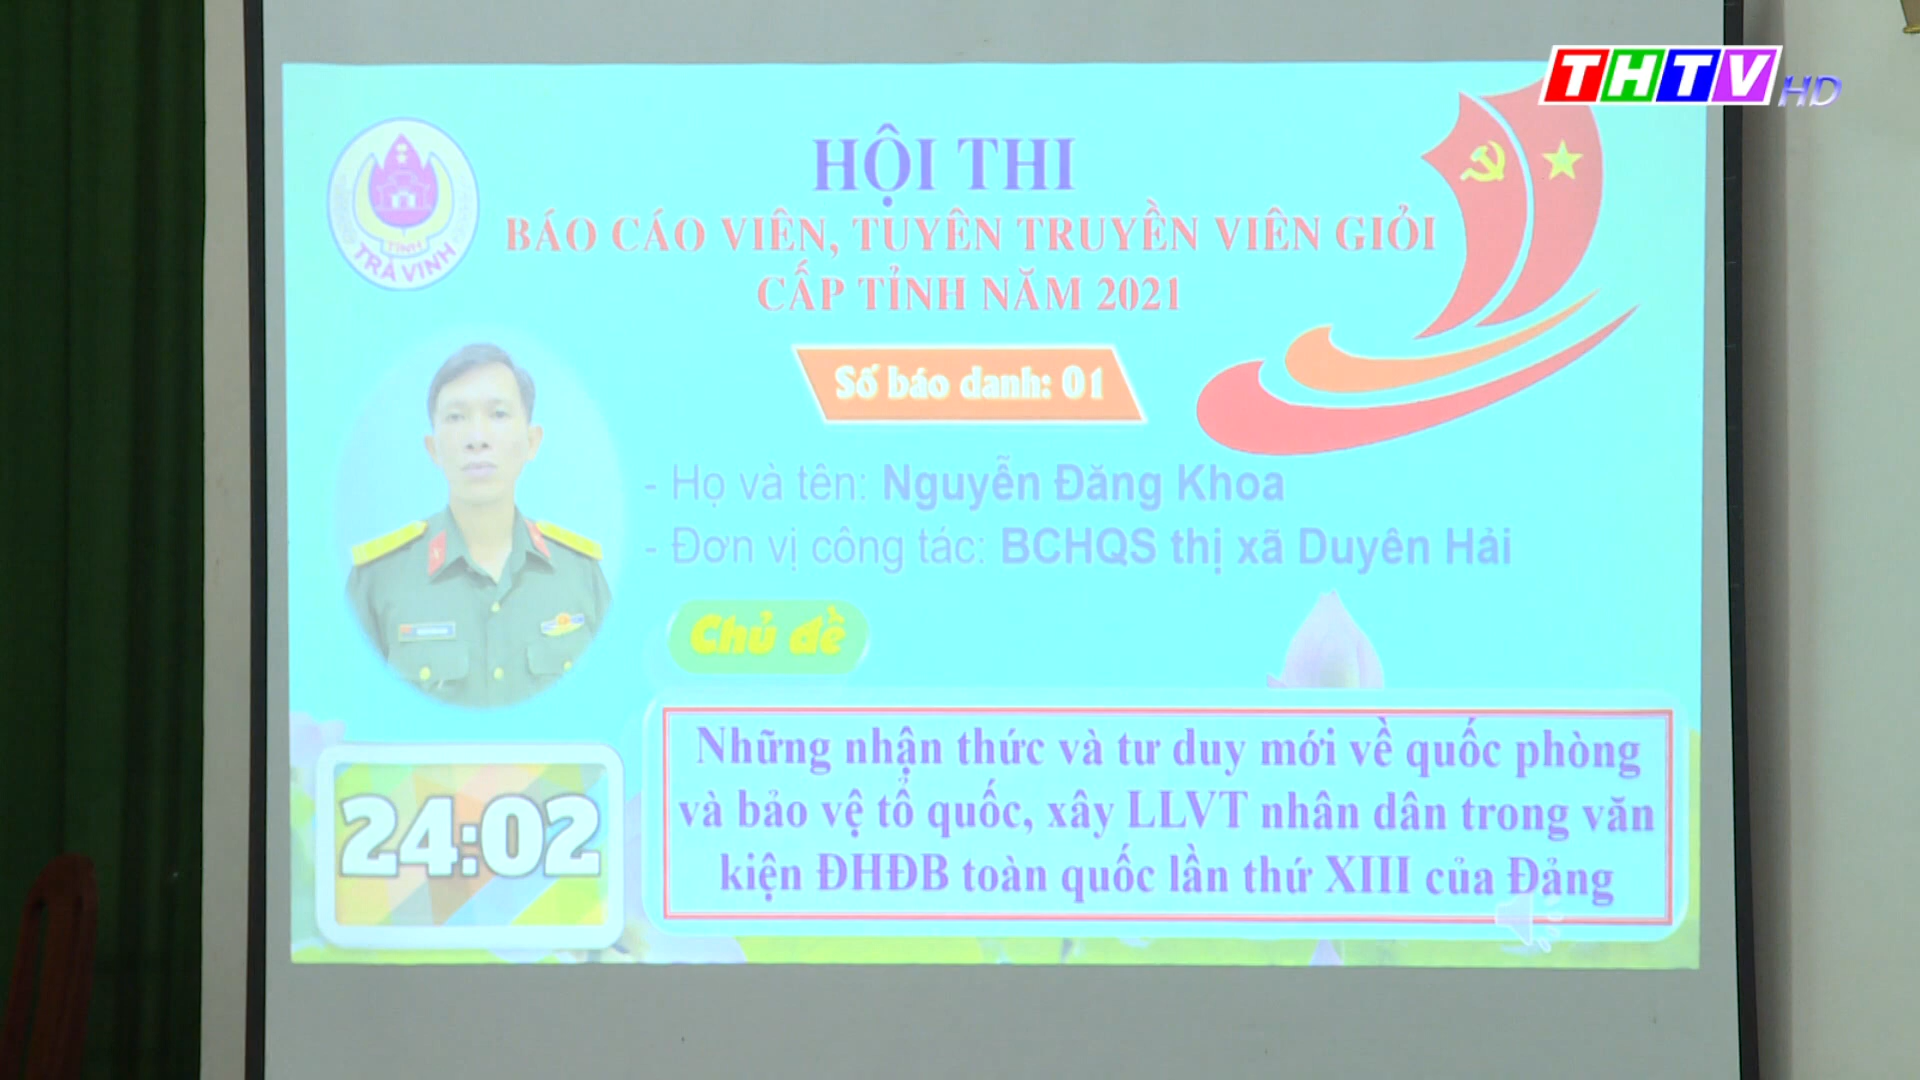 THTV HD
HỘI THI
BÁO CÁO VIÊN, TUYÊN TRUYỀN VIÊN GIỎI
CẤP TỈNH NĂM 2021
TỈNH
TRÀ VINH
Số báo danh: 01
- Họ và tên: Nguyễn Đăng Khoa
- Đơn vị công tác: BCHQS thị xã Duyên Hải
Chủ đề
Những nhận thức và tư duy mới về quốc phòng
và bảo vệ tổ quốc, xây LLVT nhân dân trong văn
kiện ĐHĐB toàn quốc lần thứ XIII của Đảng
24:02